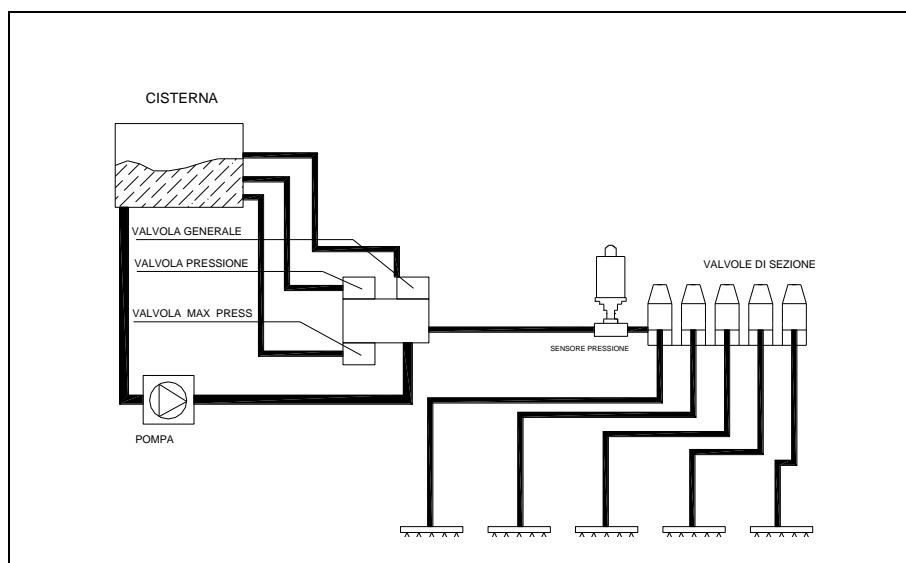 CISTERNA
VALVOLA GENERALE
VALVOLA PRESSIONE
VALVOLE DI SEZIONE
VALVOLA MAX PRESS
SENSORE PRESSIONE
POMPA